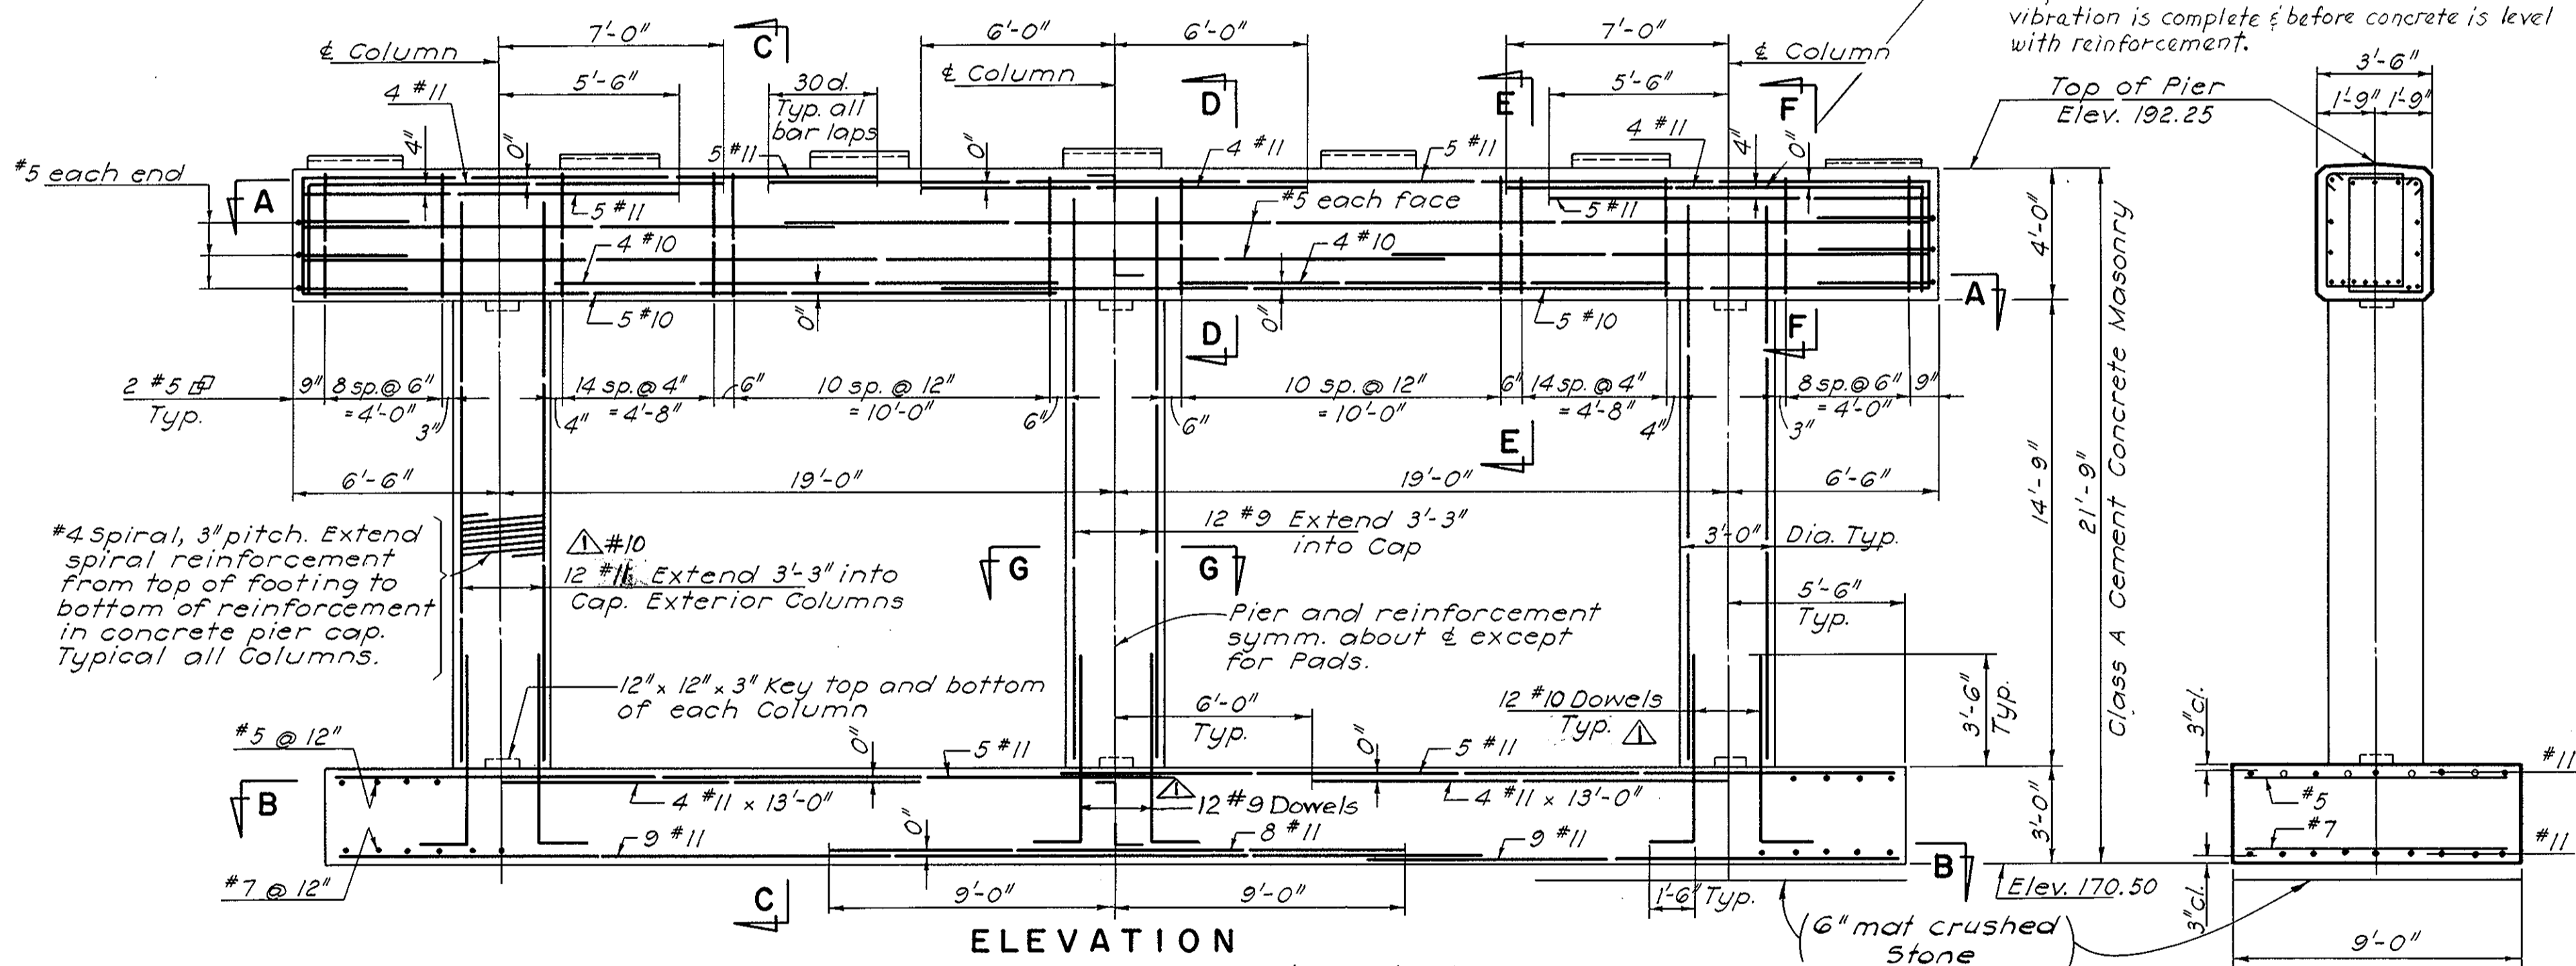 vibration is complete & before concrete is level
with reinforcement.
7'-0"
C
6'-0"
6'-0"
7'-0"
℄ Column
℄ Column
℄ Column
3'-6"
1'-9"
1'-9"
4 #11
5'-6"
30 d.
Typ. all
bar laps
D
E
5'-6"
F
Top of Pier
Elev. 192.25
4"
0"
5 #11
0"
4 #11
5 #11
4 #11
4"
0"
#5 each end
A
5 #11
#5 each face
5 #11
4'-0"
4 #10
4 #10
5 #10
0"
D
0"
5 #10
F
A
2 #5
Typ.
9"
8 sp. @ 6"
= 4'-0"
3"
4"
14 sp. @ 4"
= 4'-8"
6"
10 sp. @ 12"
= 10'-0"
6"
6"
10 sp. @ 12"
= 10'-0"
6"
14 sp. @ 4"
= 4'-8"
4"
3"
8 sp. @ 6"
= 4'-0"
9"
E
6'-6"
19'-0"
19'-0"
6'-6"
14'-9"
21'-9"
Class A Cement Concrete Masonry
#4 Spiral, 3" pitch. Extend
spiral reinforcement
from top of footing to
bottom of reinforcement
in concrete pier cap.
Typical all Columns.
1 #10
12 #11 Extend 3'-3" into
Cap. Exterior Columns
12 #9 Extend 3'-3"
into Cap
3'-0" Dia. Typ.
G
G
5'-6"
Typ.
Pier and reinforcement
symm. about ℄ except
for Pads.
12" x 12" x 3" Key top and bottom
of each Column
6'-0"
Typ.
12 #10 Dowels
Typ. 1
3'-6"
Typ.
3" cl.
#5 @ 12"
0"
5 #11
0"
5 #11
#11
B
4 #11 x 13'-0"
1
12 #9 Dowels
4 #11 x 13'-0"
#5
3'-0"
9 #11
0"
8 #11
9 #11
#7
#11
#7 @ 12"
C
9'-0"
9'-0"
1'-6" Typ.
B
Elev. 170.50
3" cl.
6" mat crushed
Stone
9'-0"
ELEVATION